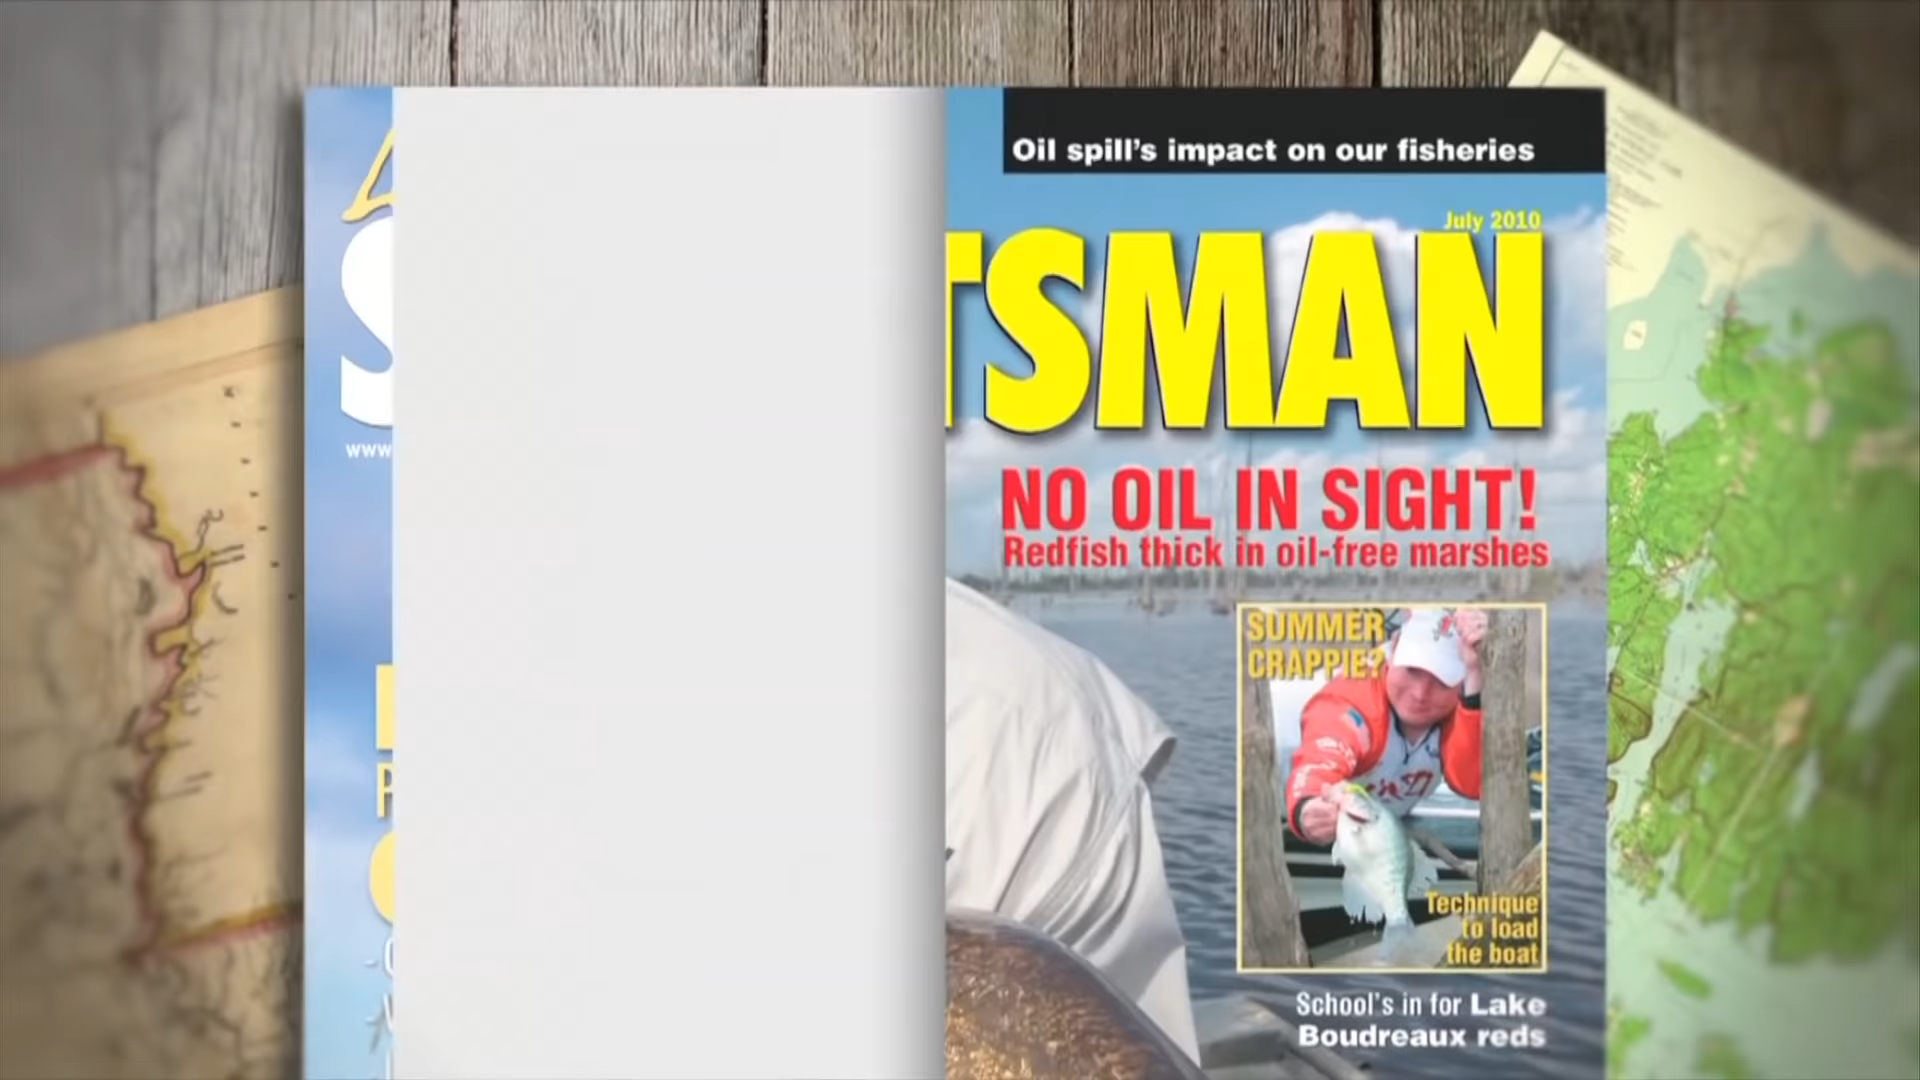 Oil spill's impact on our fisheries
July 2010
TSMAN
www.
NO OIL IN SIGHT!
Redfish thick in oil-free marshes
SUMMER
CRAPPIE?
Technique
to load
the boat
School's in for Lake
Boudreaux reds